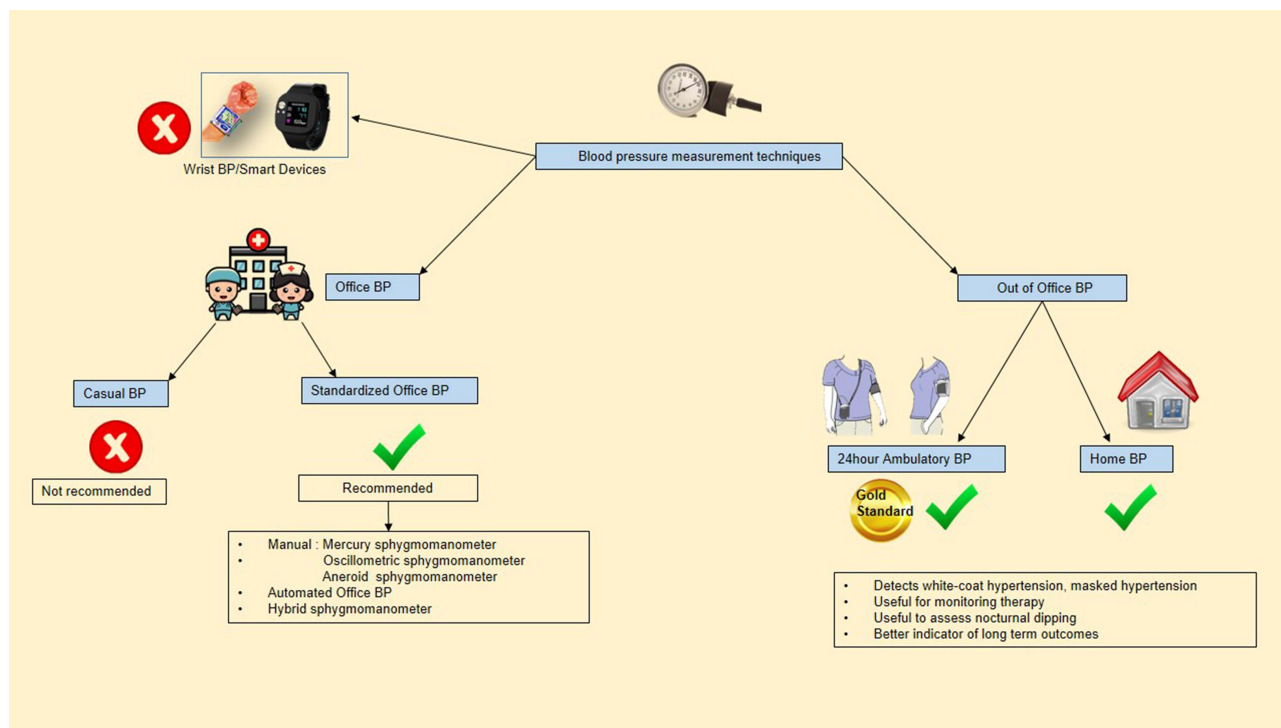 Blood pressure measurement techniques
Wrist BP/Smart Devices
Office BP
Out of Office BP
Casual BP
Standardized Office BP
Not recommended
Recommended
• Manual : Mercury sphygmomanometer
• Oscillometric sphygmomanometer
Aneroid sphygmomanometer
• Automated Office BP
• Hybrid sphygmomanometer
24hour Ambulatory BP
Home BP
Gold
Standard
• Detects white-coat hypertension, masked hypertension
• Useful for monitoring therapy
• Useful to assess nocturnal dipping
• Better indicator of long term outcomes